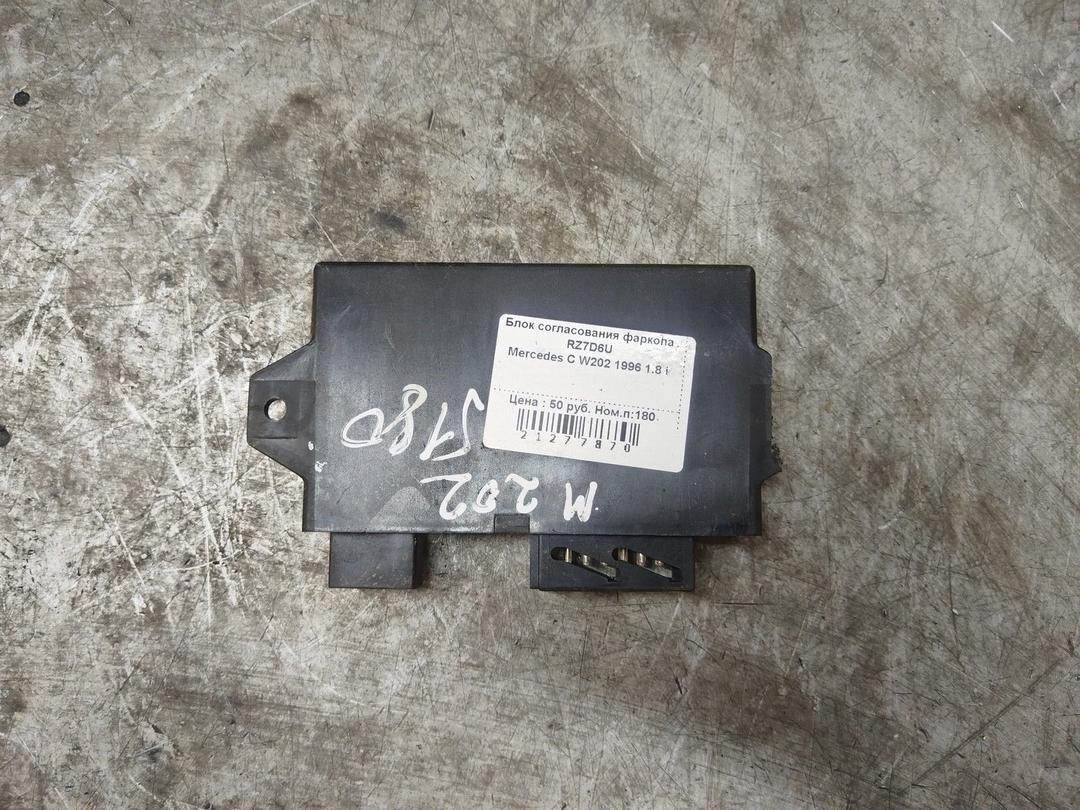 Блок согласования фаркопа
RZ7D6U
Mercedes C W202 1996 1.8 i
Цена : 50 руб. Ном.п:180
21277870
M 202
5180